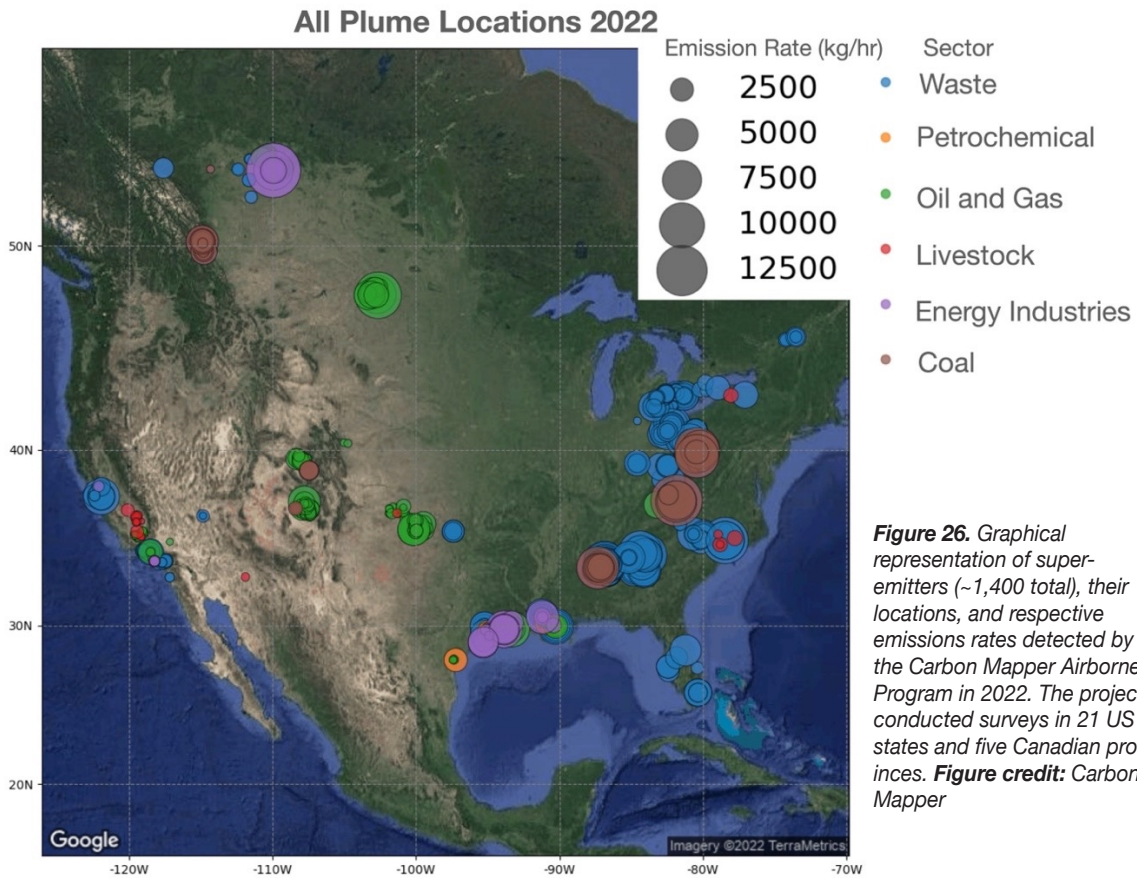 All Plume Locations 2022
Emission Rate (kg/hr)
2500
5000
7500
10000
12500
Sector
Waste
Petrochemical
Oil and Gas
Livestock
Energy Industries
Coal
50N
40N
30N
20N
-120W
-110W
-100W
-90W
-80W
-70W
Google
Imagery ©2022 TerraMetrics
Figure 26. Graphical
representation of super-
emitters (~1,400 total), their
locations, and respective
emissions rates detected by
the Carbon Mapper Airborne
Program in 2022. The projec
conducted surveys in 21 US
states and five Canadian pro
inces. Figure credit: Carbon
Mapper